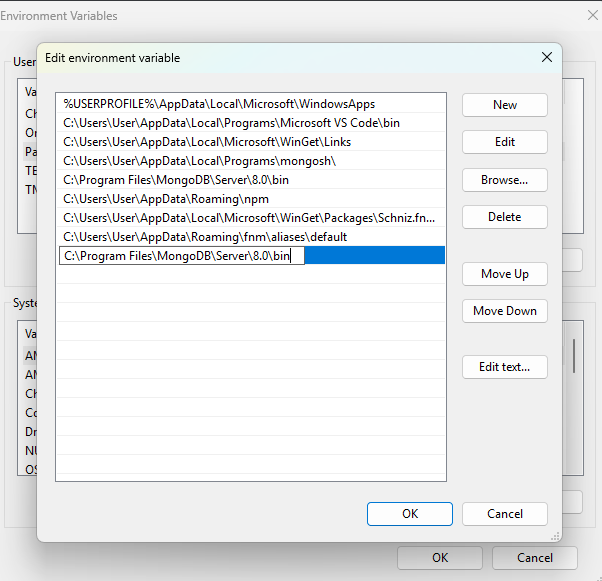 Environment Variables
Edit environment variable
User
Va
%USERPROFILE%\AppData\Local\Microsoft\WindowsApps
New
Ch
C:\Users\User\AppData\Local\Programs\Microsoft VS Code\bin
On
C:\Users\User\AppData\Local\Microsoft\WinGet\Links
Edit
Pa
C:\Users\User\AppData\Local\Programs\mongosh\
TE
C:\Program Files\MongoDB\Server\8.0\bin
Browse...
TM
C:\Users\User\AppData\Roaming\npm
C:\Users\User\AppData\Local\Microsoft\WinGet\Packages\Schniz.fn...
Delete
C:\Users\User\AppData\Roaming\fnm\aliases\default
C:\Program Files\MongoDB\Server\8.0\bin
Move Up
Syste
Move Down
Va
AM
Edit text...
AM
Ch
Co
Dr
NU
OS
OK
Cancel
OK
Cancel